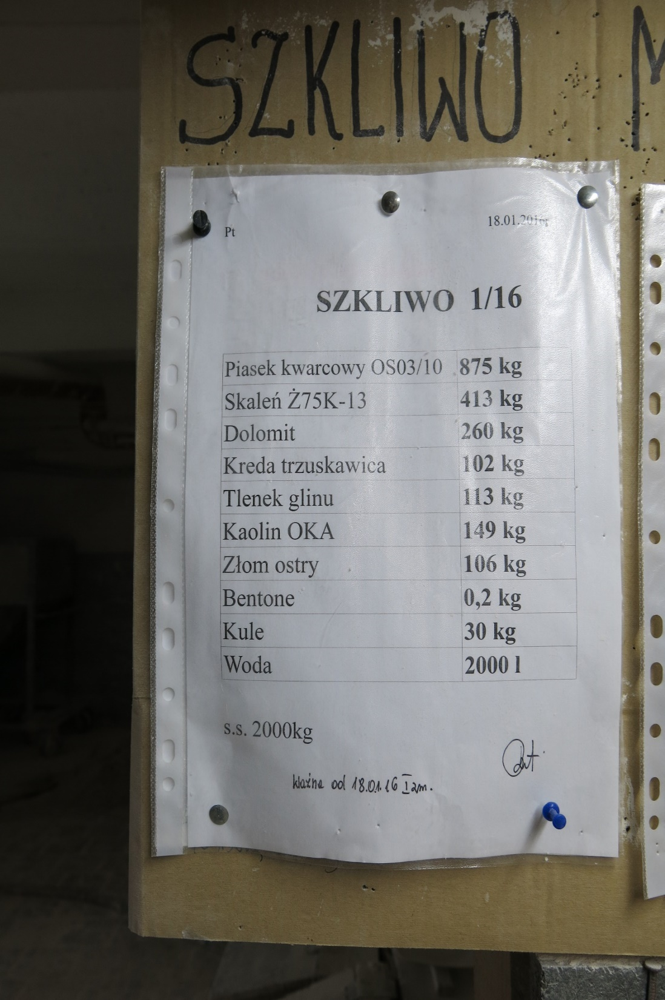 SZKLIWO M
Pt 18.01.2016r
SZKLIWO 1/16
Piasek kwarcowy OS03/10 875 kg
Skaleń Ż75K-13 413 kg
Dolomit 260 kg
Kreda trzuskawica 102 kg
Tlenek glinu 113 kg
Kaolin OKA 149 kg
Złom ostry 106 kg
Bentone 0,2 kg
Kule 30 kg
Woda 2000 l
s.s. 2000kg
Ważne od 18.01.16 I zm.